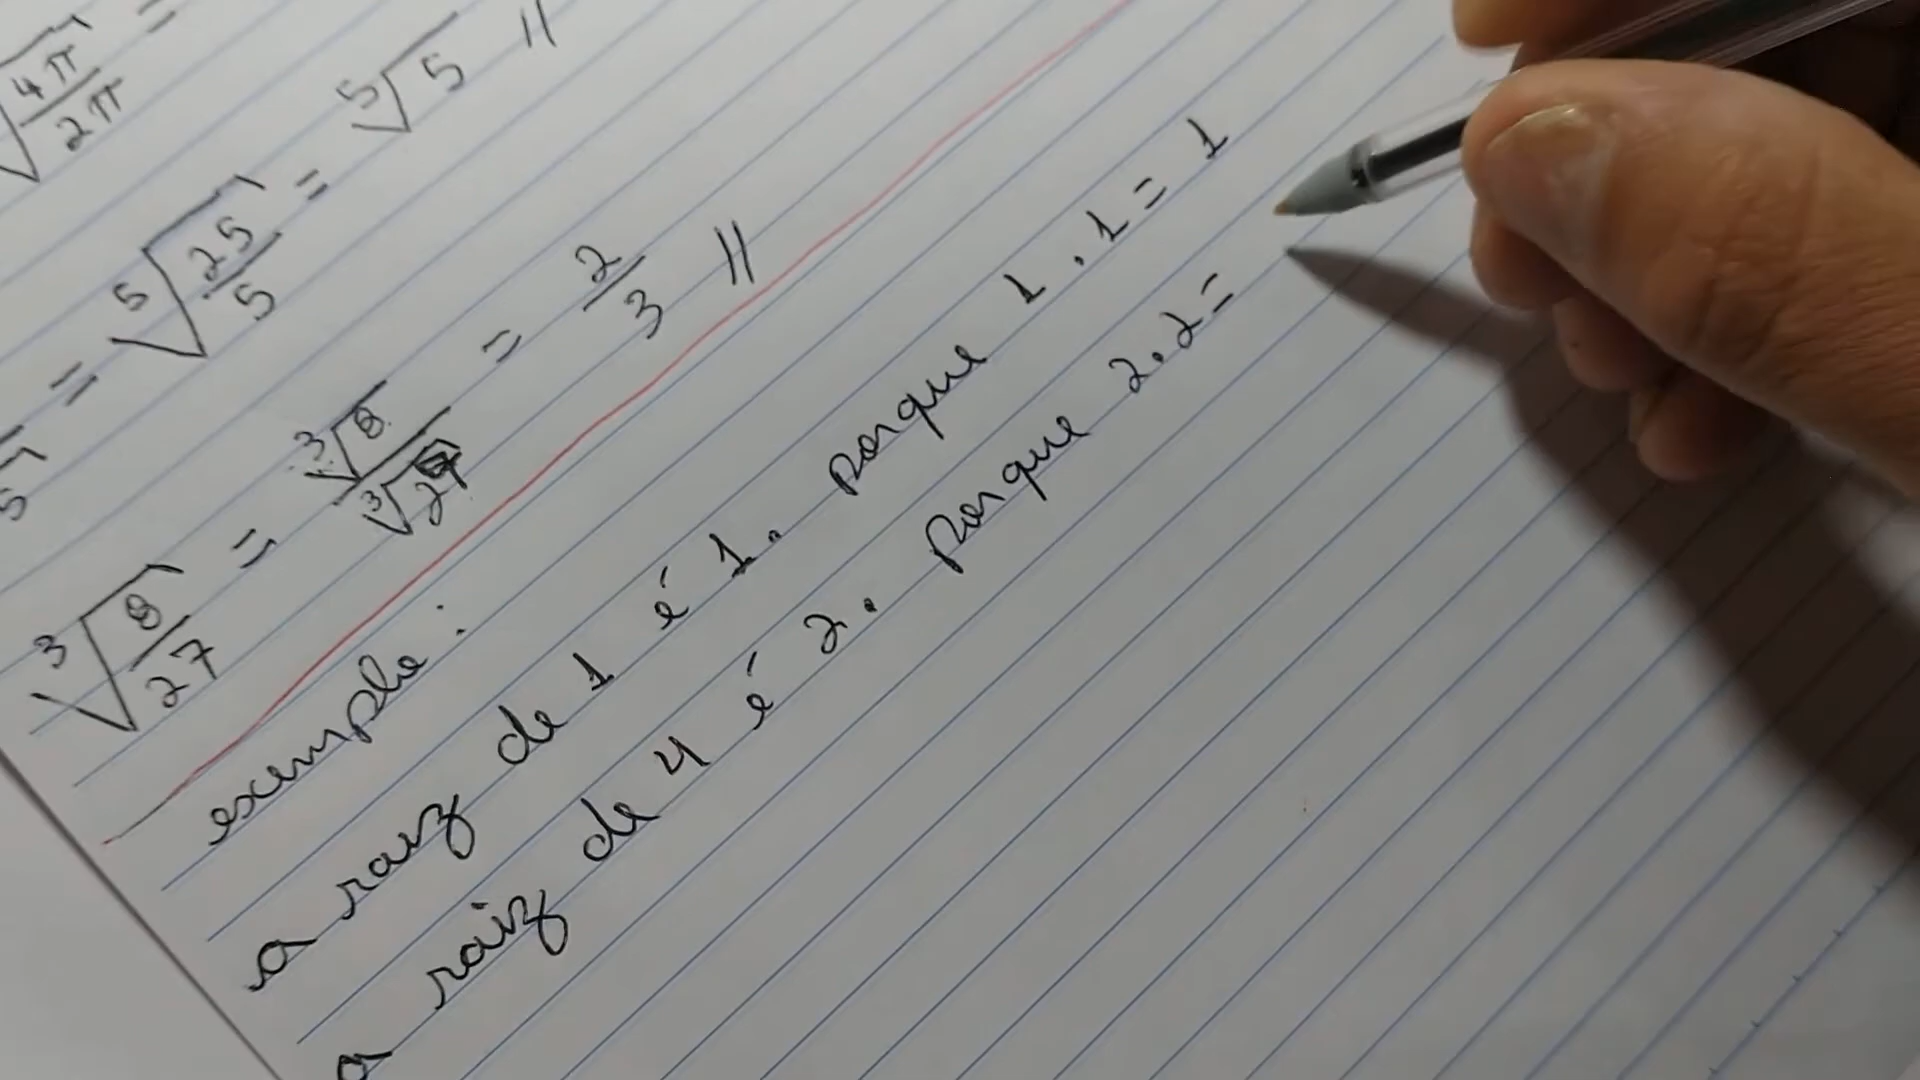 √(4π/2π) =
= ⁵√(25/5) = ⁵√5 //
³√(8/27) = ³√8/³√27 = 2/3 //
exemplo:
a raiz de 1 é 1. porque 1.1=1
a raiz de 4 é 2. porque 2.2=